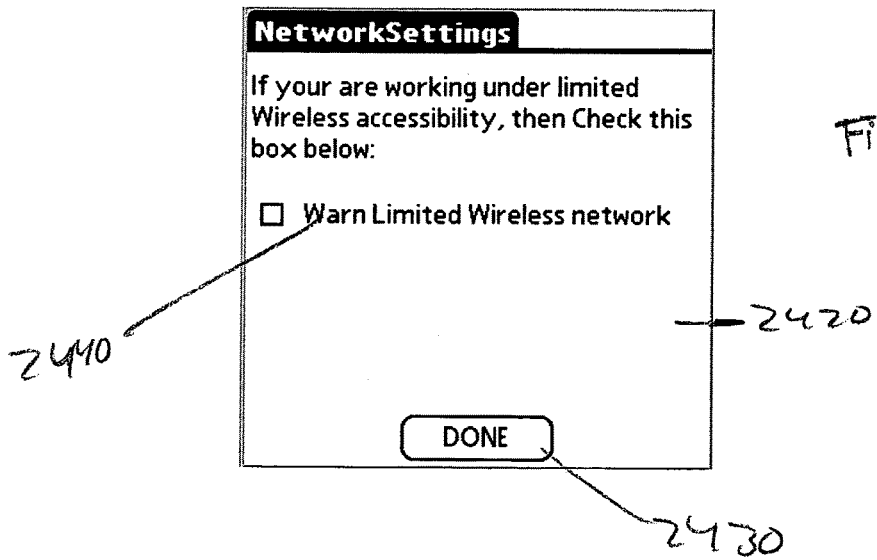 NetworkSettings
If your are working under limited
Wireless accessibility, then Check this
box below:
Fi
Warn Limited Wireless network
2420
2440
DONE
2430